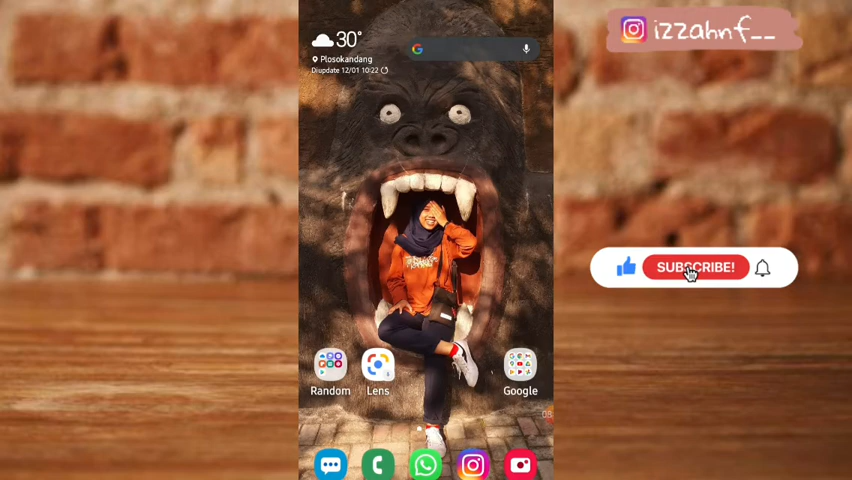 izzahnf__
30°
Plosokandang
Diupdate 12/01 10:22
SUBSCRIBE!
Random
Lens
Google